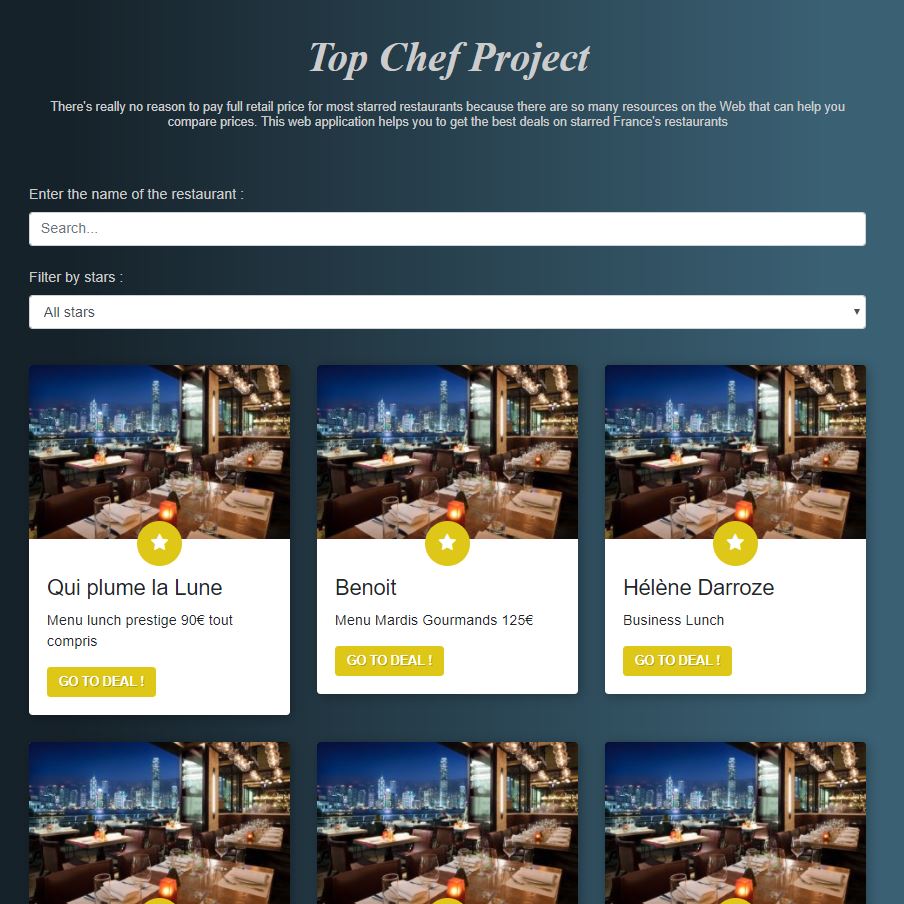 Top Chef Project
There's really no reason to pay full retail price for most starred restaurants because there are so many resources on the Web that can help you
compare prices. This web application helps you to get the best deals on starred France's restaurants
Enter the name of the restaurant :
Search...
Filter by stars :
All stars
Qui plume la Lune
Menu lunch prestige 90€ tout
compris
GO TO DEAL !
Benoit
Menu Mardis Gourmands 125€
GO TO DEAL !
Hélène Darroze
Business Lunch
GO TO DEAL !